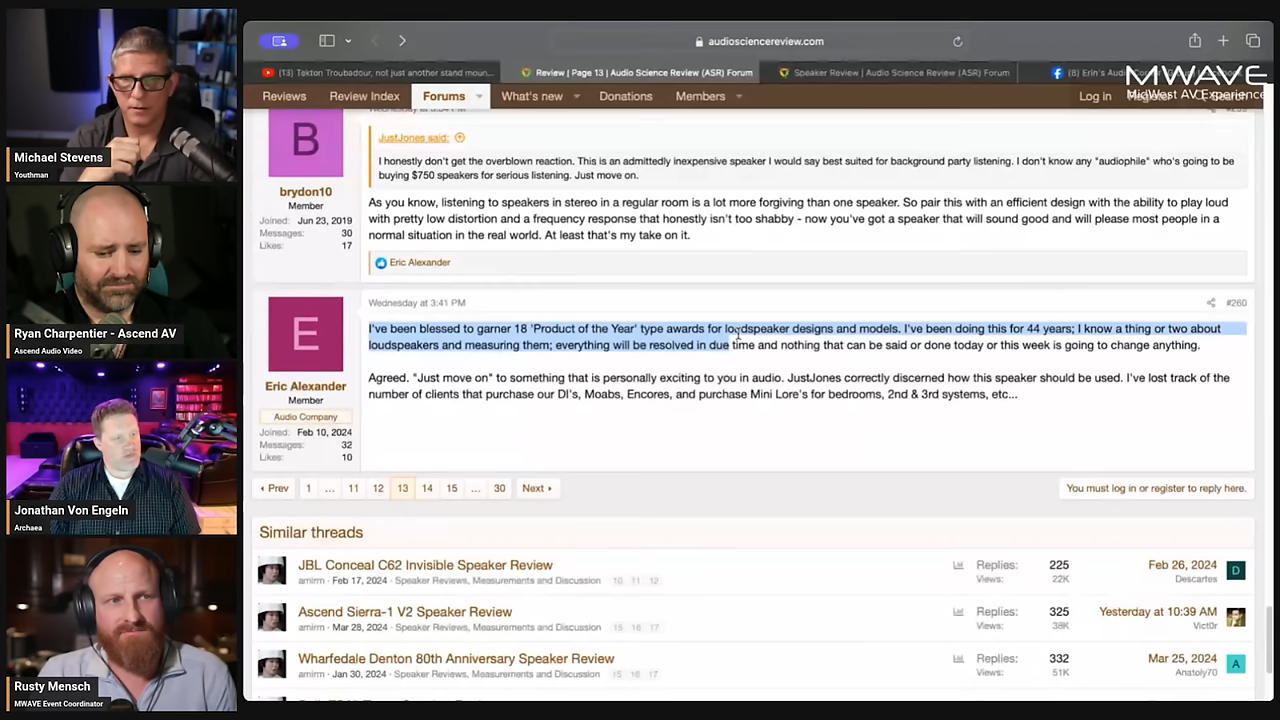 Michael Stevens
Youthman
Ryan Charpentier - Ascend AV
Ascend Audio Video
Jonathan Von Engeln
Archaea
Rusty Mensch
MWAVE Event Coordinator
audiosciencereview.com
(13) Tekton Troubadour, not just another stand moun...
Review | Page 13 | Audio Science Review (ASR) Forum
Speaker Review | Audio Science Review (ASR) Forum
(8) Erin's Aud
MWAVE
MidWest AV Experience
Reviews
Review Index
Forums
What's new
Donations
Members
Log in
B
brydon10
Member
Joined: Jun 23, 2019
Messages: 30
Likes: 17
JustJones said:
I honestly don't get the overblown reaction. This is an admittedly inexpensive speaker I would say best suited for background party listening. I don't know any "audiophile" who's going to be
buying $750 speakers for serious listening. Just move on.
As you know, listening to speakers in stereo in a regular room is a lot more forgiving than one speaker. So pair this with an efficient design with the ability to play loud
with pretty low distortion and a frequency response that honestly isn't too shabby - now you've got a speaker that will sound good and will please most people in a
normal situation in the real world. At least that's my take on it.
Eric Alexander
E
Eric Alexander
Member
Audio Company
Joined: Feb 10, 2024
Messages: 32
Likes: 10
Wednesday at 3:41 PM
#260
I've been blessed to garner 18 'Product of the Year' type awards for loudspeaker designs and models. I've been doing this for 44 years; I know a thing or two about
loudspeakers and measuring them; everything will be resolved in due time and nothing that can be said or done today or this week is going to change anything.
Agreed. "Just move on" to something that is personally exciting to you in audio. JustJones correctly discerned how this speaker should be used. I've lost track of the
number of clients that purchase our DI's, Moabs, Encores, and purchase Mini Lore's for bedrooms, 2nd & 3rd systems, etc...
Prev 1 ... 11 12 13 14 15 ... 30 Next
You must log in or register to reply here.
Similar threads
JBL Conceal C62 Invisible Speaker Review
amirm · Feb 17, 2024 · Speaker Reviews, Measurements and Discussion
10 11 12
Replies: 225
Views: 22K
Feb 26, 2024
Descartes
D
Ascend Sierra-1 V2 Speaker Review
amirm · Mar 28, 2024 · Speaker Reviews, Measurements and Discussion
15 16 17
Replies: 325
Views: 38K
Yesterday at 10:39 AM
Vict0r
Wharfedale Denton 80th Anniversary Speaker Review
amirm · Jan 30, 2024 · Speaker Reviews, Measurements and Discussion
15 16 17
Replies: 332
Views: 51K
Mar 25, 2024
Anatoly70
A